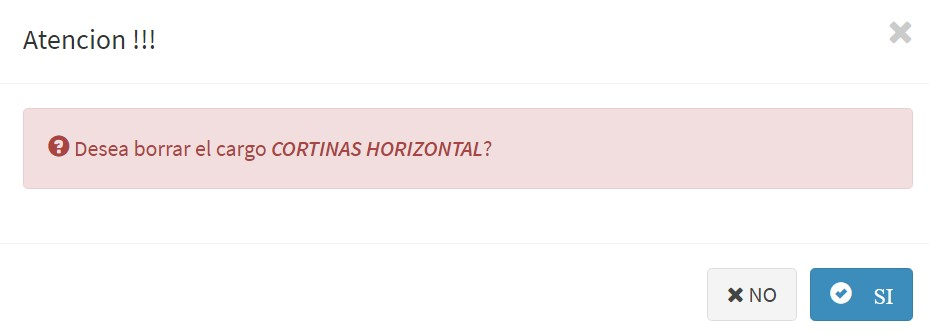 Atencion !!!
Desea borrar el cargo CORTINAS HORIZONTAL?
NO
SI